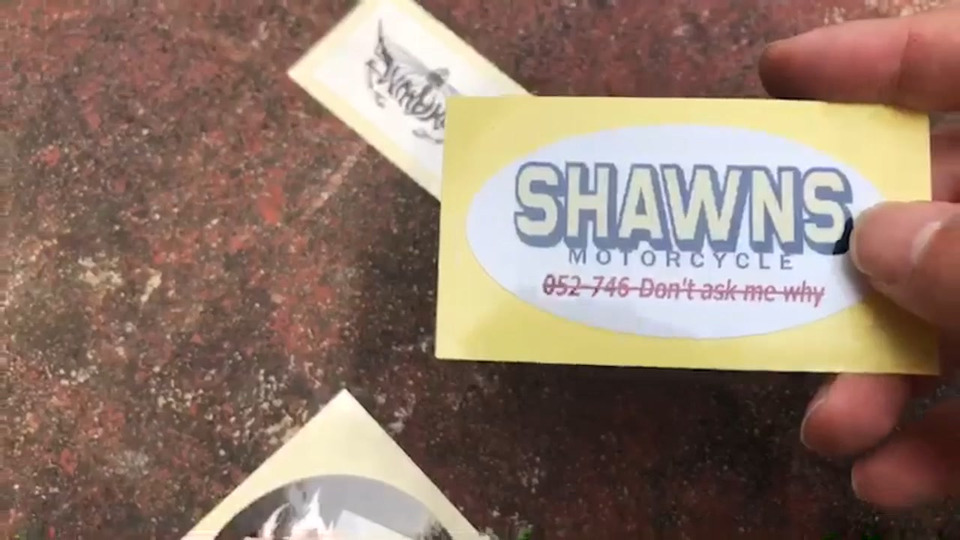 SHAWNS
MOTORCYCLE
052-746-Don't ask me why